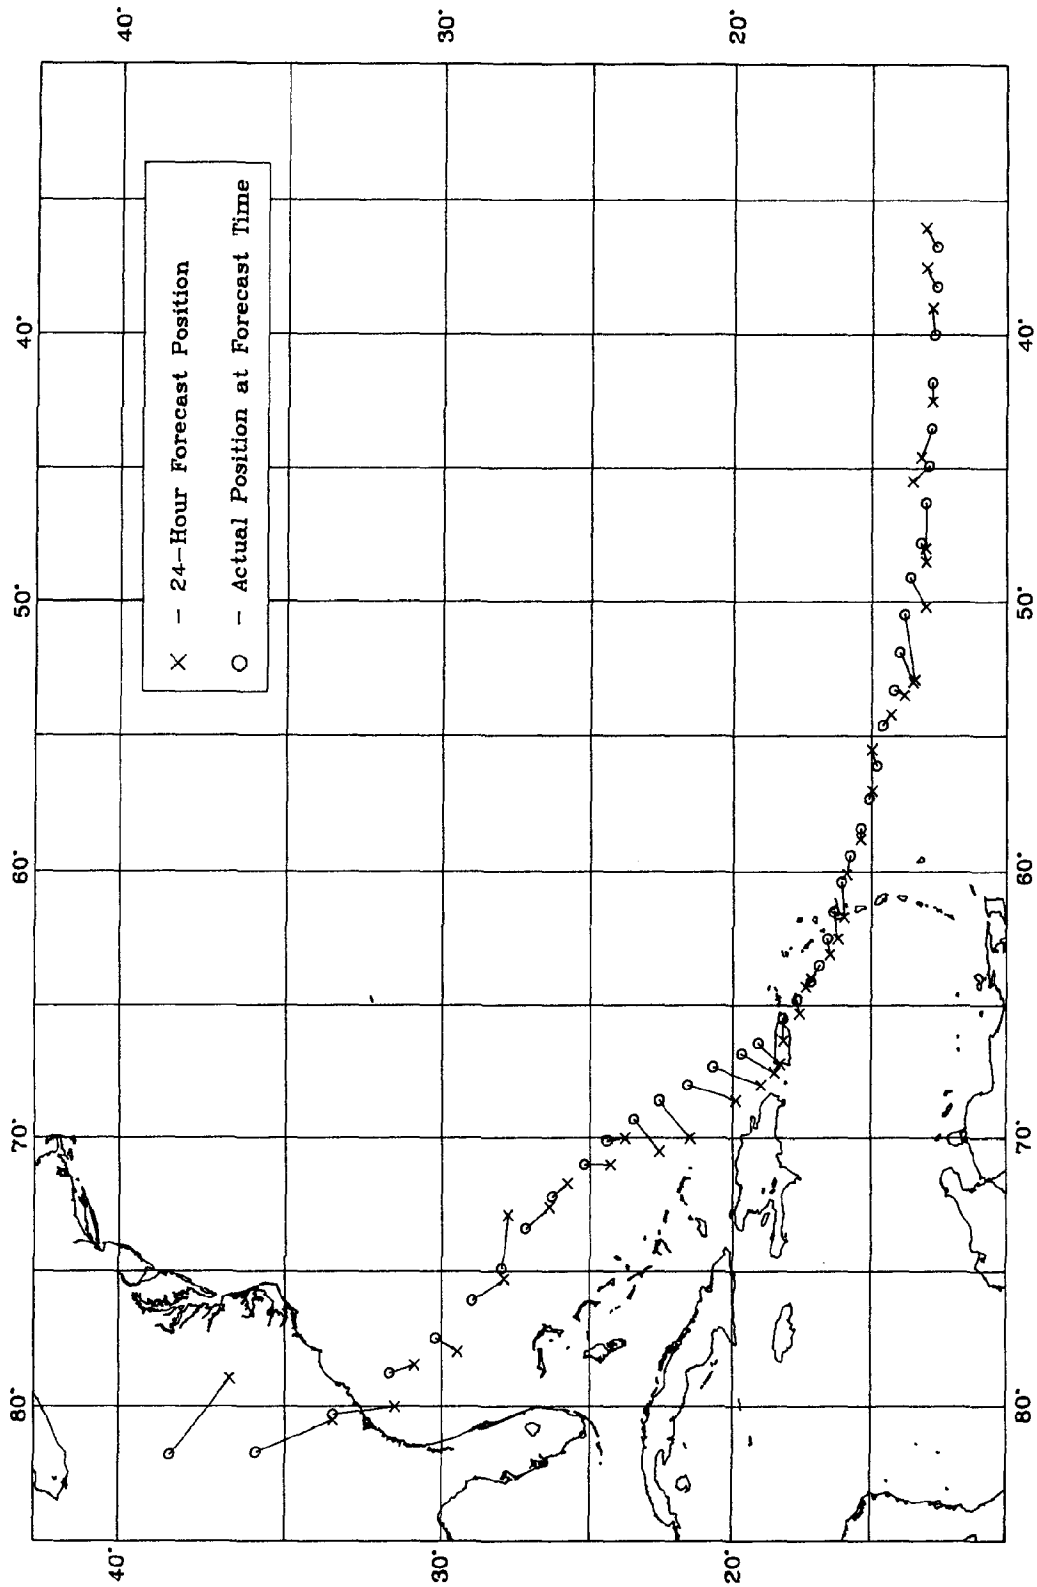 80° 70° 60° 50° 40°
40° 40°
× – 24-Hour Forecast Position
○ – Actual Position at Forecast Time
30° 30°
20° 20°
80° 70° 60° 50° 40°